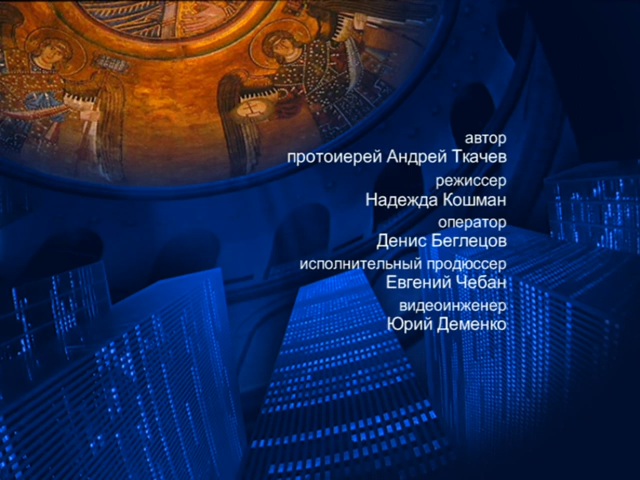 автор
протоиерей Андрей Ткачев
режиссер
Надежда Кошман
оператор
Денис Беглецов
исполнительный продюссер
Евгений Чебан
видеоинженер
Юрий Деменко